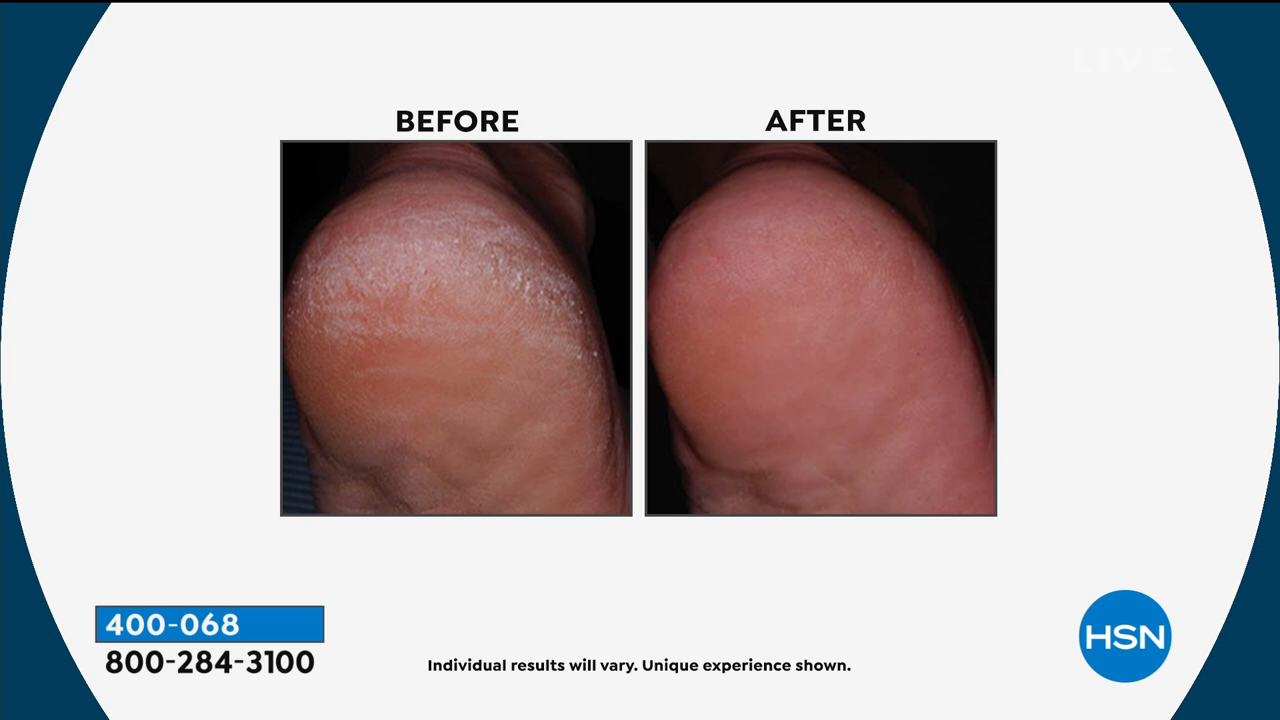 LIVE
BEFORE
AFTER
400-068
800-284-3100
Individual results will vary. Unique experience shown.
HSN